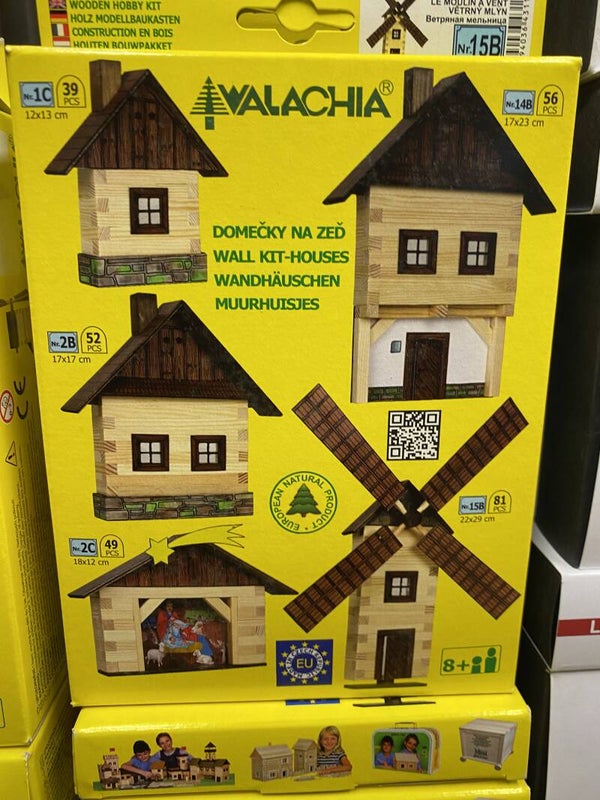 WOODEN HOBBY KIT
HOLZ MODELLBAUKASTEN
CONSTRUCTION EN BOIS
HOUTEN BOUWPAKKET
LE MOULIN À VENT
VĚTRNÝ MLÝN
Ветряная мельница
Nr.15B
Nr.1C
39 PCS
12x13 cm
WALACHIA®
Nr.14B
56 PCS
17x23 cm
DOMEČKY NA ZEĎ
WALL KIT-HOUSES
WANDHÄUSCHEN
MUURHUISJES
Nr.2B
52 PCS
17x17 cm
EUROPEAN NATURAL PRODUCT
Nr.15B
81 PCS
22x29 cm
Nr.2C
49 PCS
18x12 cm
EU
8+
CE